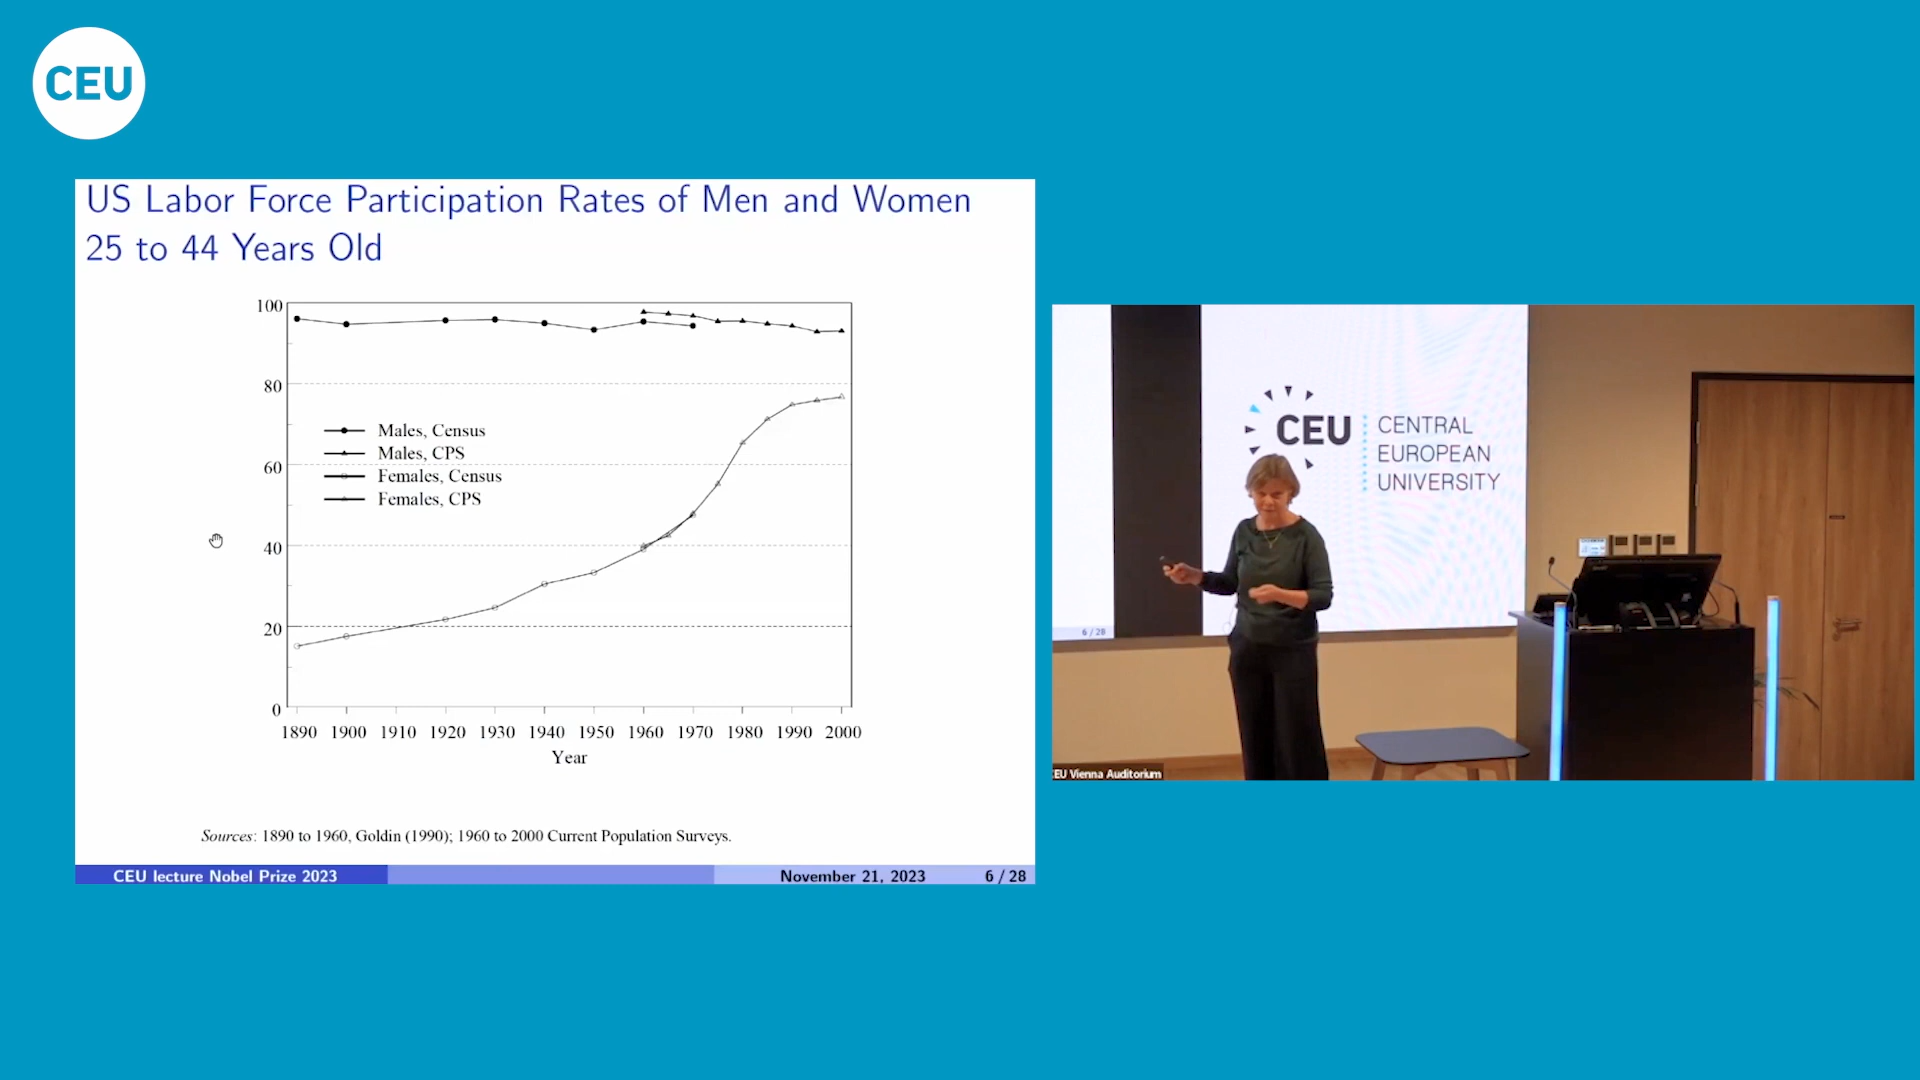 CEU
US Labor Force Participation Rates of Men and Women
25 to 44 Years Old
100
80
60
40
20
0
Males, Census
Males, CPS
Females, Census
Females, CPS
1890 1900 1910 1920 1930 1940 1950 1960 1970 1980 1990 2000
Year
Sources: 1890 to 1960, Goldin (1990); 1960 to 2000 Current Population Surveys.
CEU lecture Nobel Prize 2023
November 21, 2023
6 / 28
CEU
CENTRAL
EUROPEAN
UNIVERSITY
6 / 28
EU Vienna Auditorium